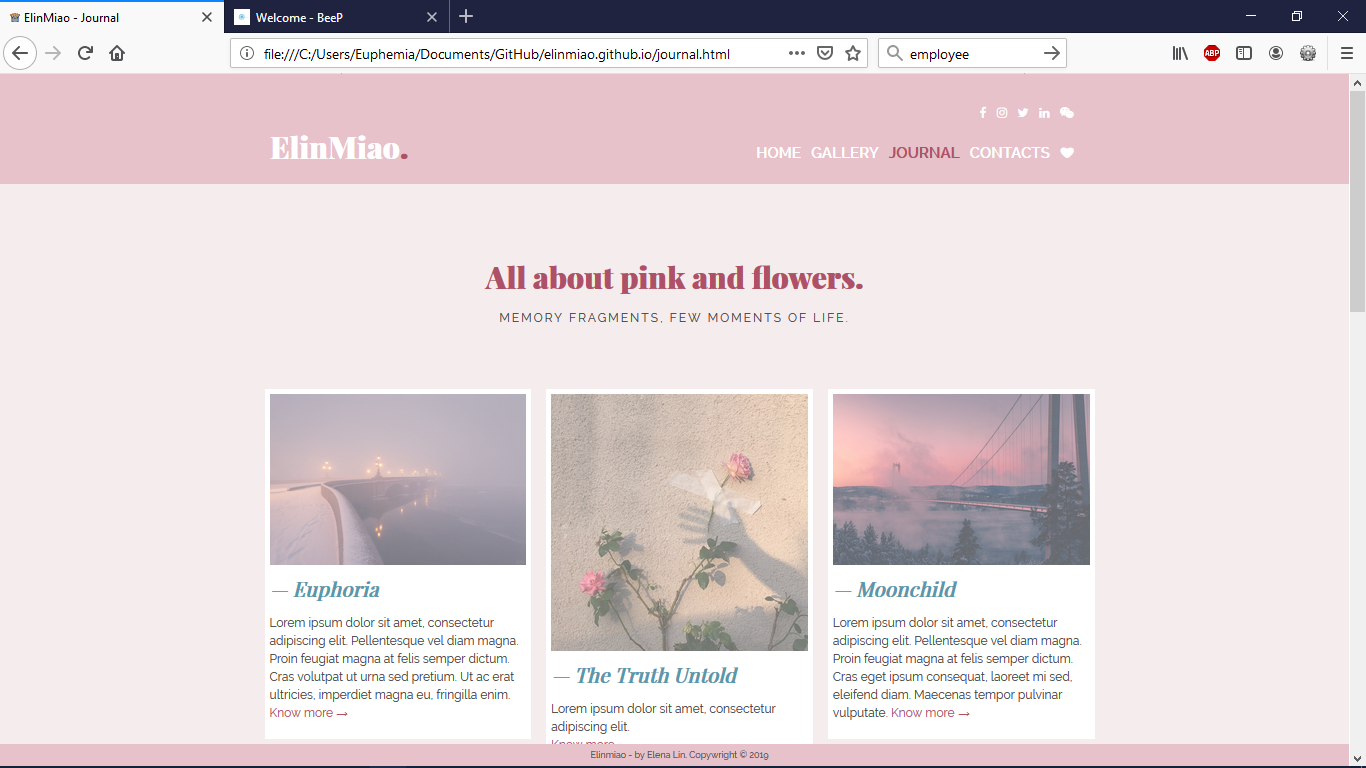 ElinMiao - Journal
Welcome - BeeP
file:///C:/Users/Euphemia/Documents/GitHub/elinmiao.github.io/journal.html
employee
ABP
ElinMiao.
HOME GALLERY JOURNAL CONTACTS
All about pink and flowers.
MEMORY FRAGMENTS, FEW MOMENTS OF LIFE.
— Euphoria
Lorem ipsum dolor sit amet, consectetur
adipiscing elit. Pellentesque vel diam magna.
Proin feugiat magna at felis semper dictum.
Cras volutpat ut urna sed pretium. Ut ac erat
ultricies, imperdiet magna eu, fringilla enim.
Know more →
— The Truth Untold
Lorem ipsum dolor sit amet, consectetur
adipiscing elit.
Know more
— Moonchild
Lorem ipsum dolor sit amet, consectetur
adipiscing elit. Pellentesque vel diam magna.
Proin feugiat magna at felis semper dictum.
Cras eget ipsum consequat, laoreet mi sed,
eleifend diam. Maecenas tempor pulvinar
vulputate. Know more →
Elinmiao - by Elena Lin. Copywright © 2019